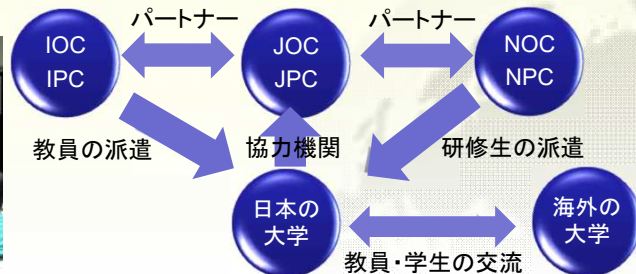 パートナー
パートナー
IOC
IPC
JOC
JPC
NOC
NPC
教員の派遣
協力機関
研修生の派遣
日本の
大学
海外の
大学
教員・学生の交流